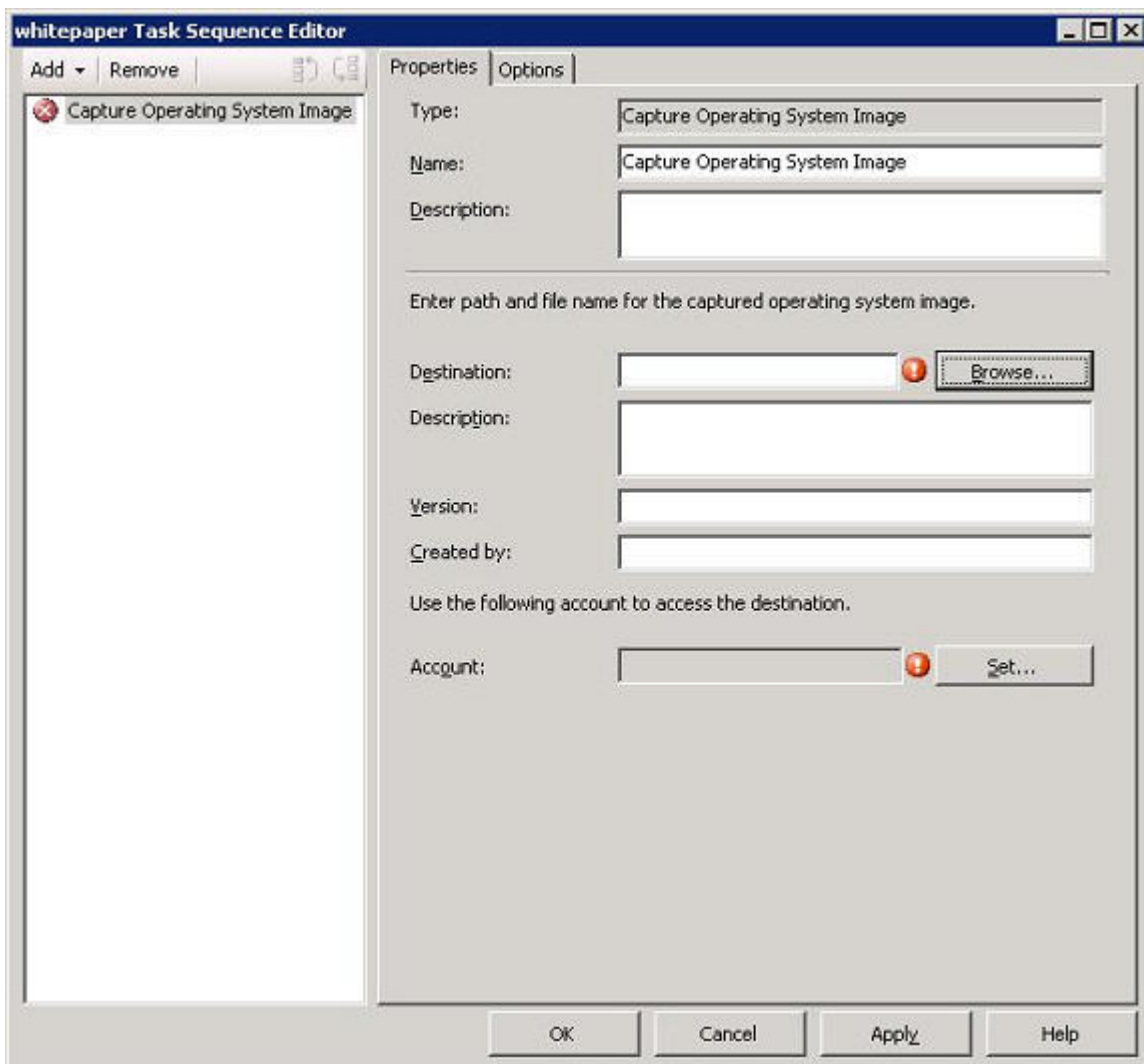 whitepaper Task Sequence Editor
Add
Remove
Capture Operating System Image
Properties
Options
Type:
Capture Operating System Image
Name:
Capture Operating System Image
Description:
Enter path and file name for the captured operating system image.
Destination:
Browse...
Description:
Version:
Created by:
Use the following account to access the destination.
Account:
Set...
OK
Cancel
Apply
Help